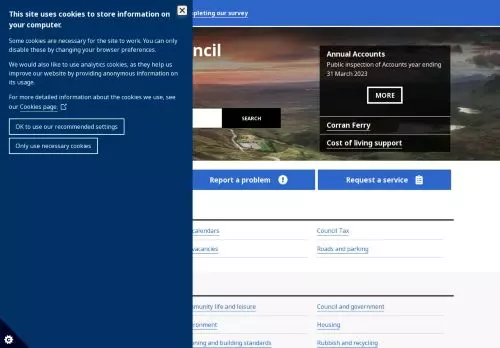 This site uses cookies to store information on
your computer.
Some cookies are necessary for the site to work. You can only
disable these by changing your browser preferences.
We would also like to use analytics cookies, as they help us
improve our website by providing anonymous information on
its usage.
For more detailed information about the cookies we use, see
our Cookies page.
OK to use our recommended settings
Only use necessary cookies
pleting our survey
ncil
SEARCH
Annual Accounts
Public inspection of Accounts year ending
31 March 2023
MORE
Corran Ferry
Cost of living support
Report a problem
Request a service
calendars
Council Tax
vacancies
Roads and parking
munity life and leisure
Council and government
ronment
Housing
ning and building standards
Rubbish and recycling